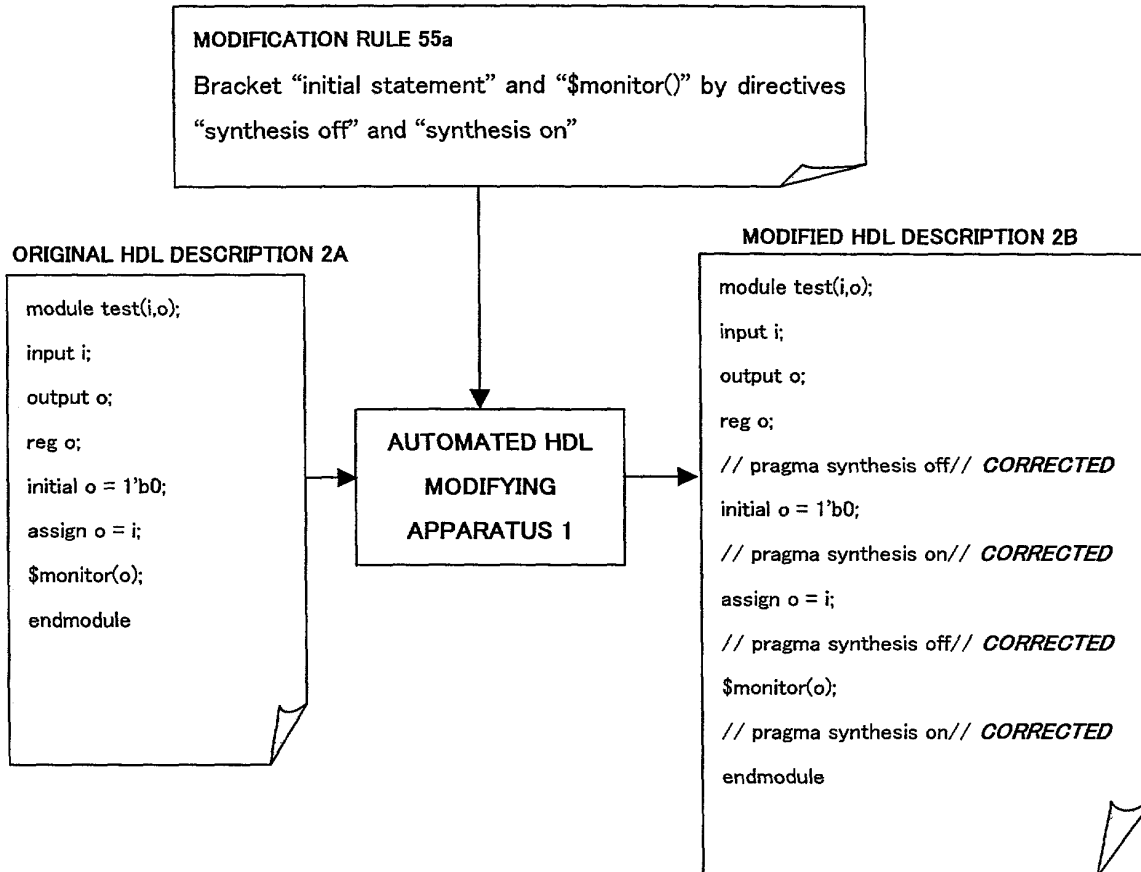 MODIFICATION RULE 55a
Bracket “initial statement” and “$monitor()” by directives
“synthesis off” and “synthesis on”
ORIGINAL HDL DESCRIPTION 2A
module test(i,o);
input i;
output o;
reg o;
initial o = 1'b0;
assign o = i;
$monitor(o);
endmodule
AUTOMATED HDL
MODIFYING
APPARATUS 1
MODIFIED HDL DESCRIPTION 2B
module test(i,o);
input i;
output o;
reg o;
// pragma synthesis off// CORRECTED
initial o = 1'b0;
// pragma synthesis on// CORRECTED
assign o = i;
// pragma synthesis off// CORRECTED
$monitor(o);
// pragma synthesis on// CORRECTED
endmodule